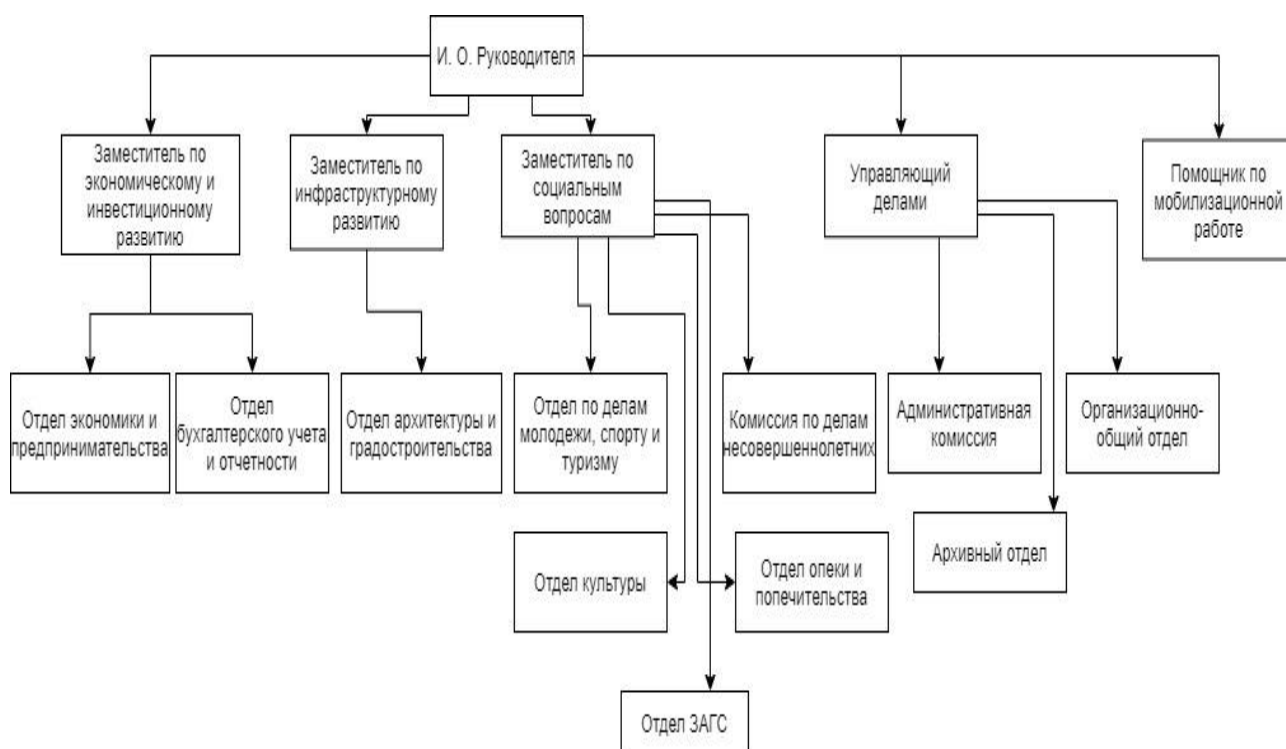 И. О. Руководителя
Заместитель по
экономическому и
инвестиционному
развитию
Заместитель по
инфраструктурному
развитию
Заместитель по
социальным
вопросам
Управляющий
делами
Помощник по
мобилизационной
работе
Отдел экономики и
предпринимательства
Отдел
бухгалтерского учета
и отчетности
Отдел архитектуры и
градостроительства
Отдел по делам
молодежи, спорту и
туризму
Комиссия по делам
несовершеннолетних
Административная
комиссия
Организационно-
общий отдел
Отдел культуры
Отдел опеки и
попечительства
Архивный отдел
Отдел ЗАГС